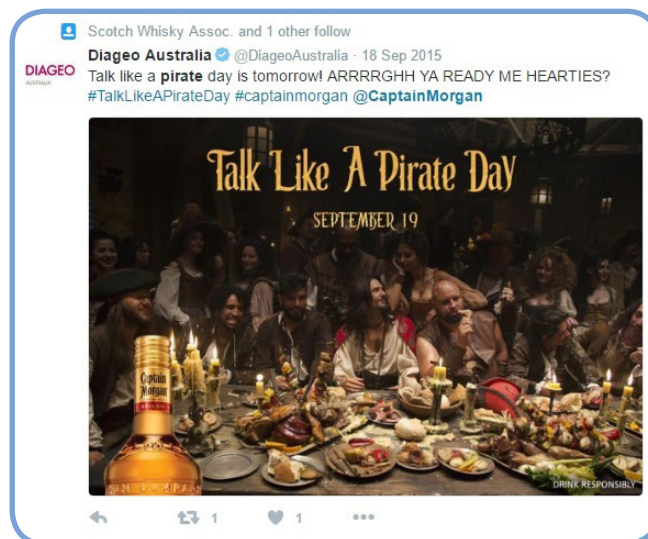 Scotch Whisky Assoc. and 1 other follow
Diageo Australia @DiageoAustralia · 18 Sep 2015
DIAGEO
AUSTRALIA
Talk like a pirate day is tomorrow! ARRRRGHH YA READY ME HEARTIES?
#TalkLikeAPirateDay #captainmorgan @CaptainMorgan
Talk Like A Pirate Day
SEPTEMBER 19
Captain
Morgan
DRINK RESPONSIBLY
1
1